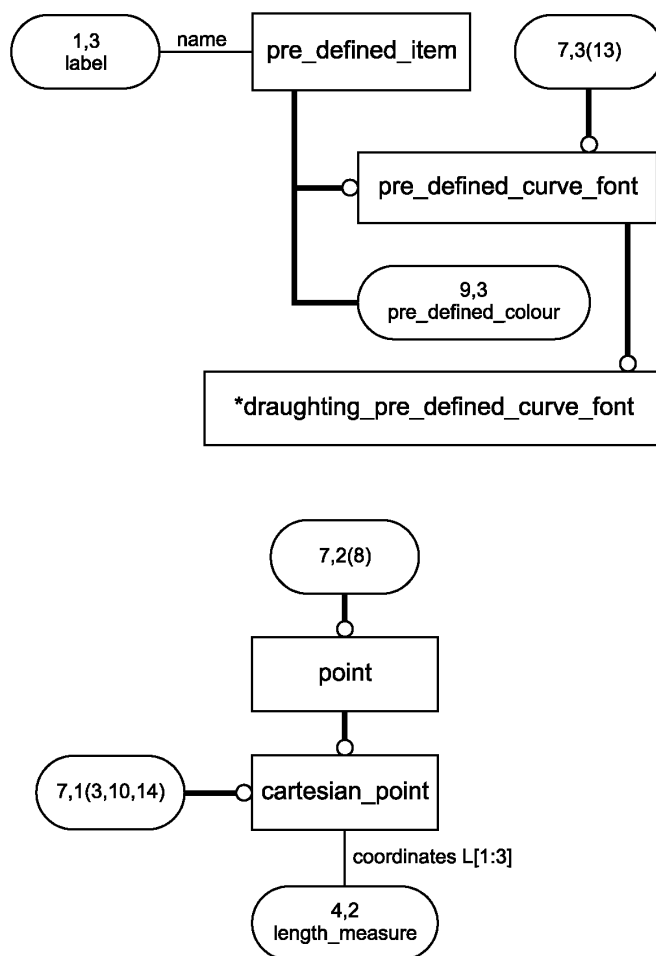 1,3
label
name
pre_defined_item
7,3(13)
pre_defined_curve_font
9,3
pre_defined_colour
*draughting_pre_defined_curve_font
7,2(8)
point
7,1(3,10,14)
cartesian_point
coordinates L[1:3]
4,2
length_measure